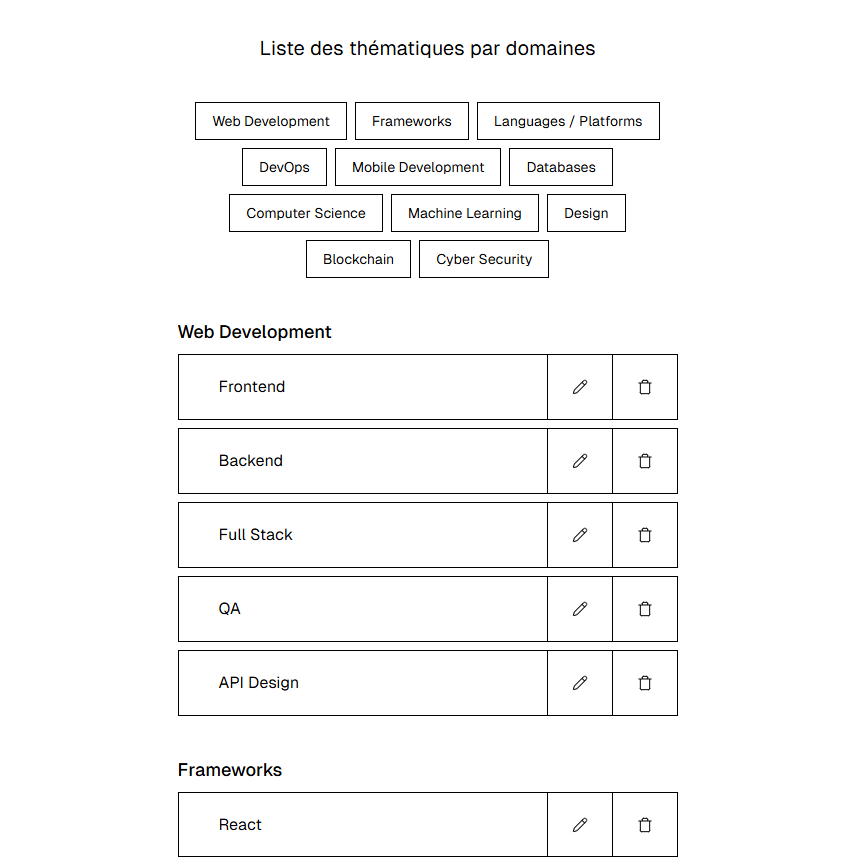 Liste des thématiques par domaines
Web Development Frameworks Languages / Platforms
DevOps Mobile Development Databases
Computer Science Machine Learning Design
Blockchain Cyber Security
Web Development
Frontend
Backend
Full Stack
QA
API Design
Frameworks
React